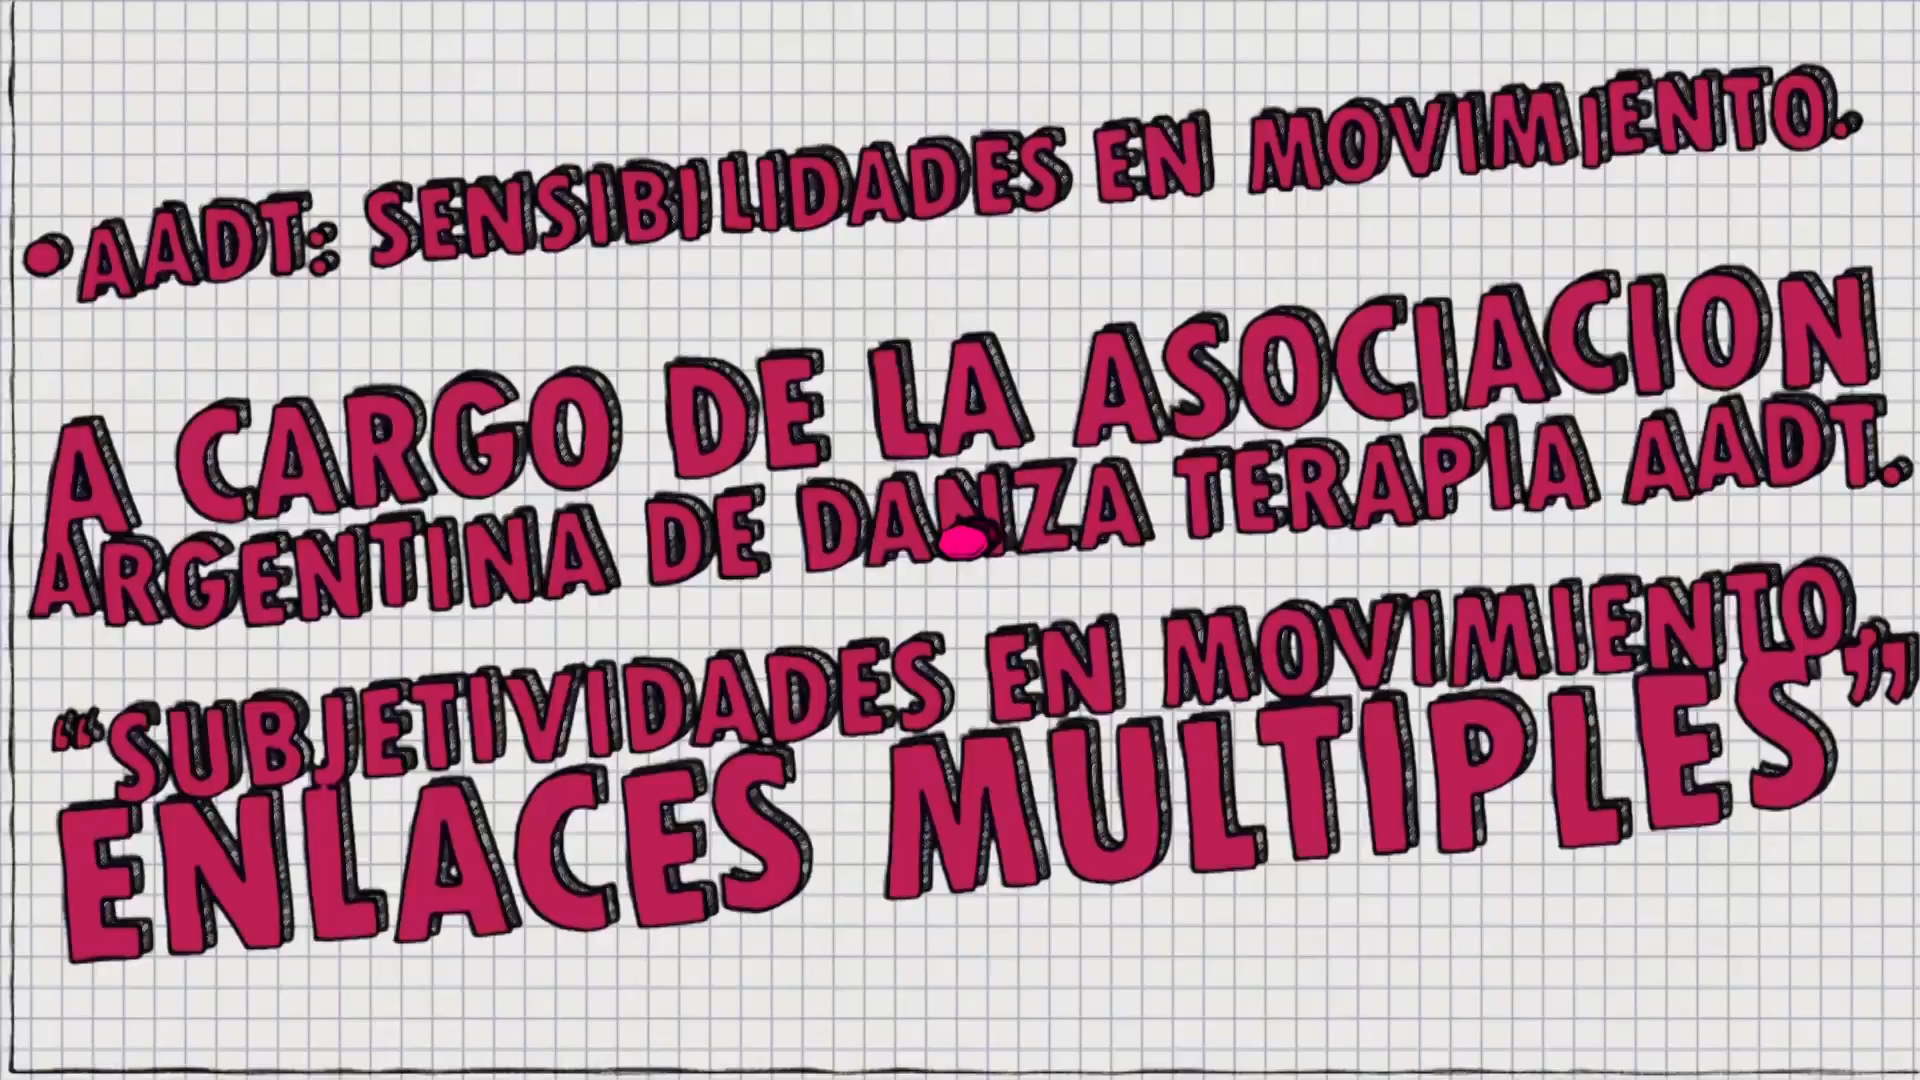 •AADT: SENSIBILIDADES EN MOVIMIENTO.
A CARGO DE LA ASOCIACION
ARGENTINA DE DANZA TERAPIA AADT.
“SUBJETIVIDADES EN MOVIMIENTO,
ENLACES MULTIPLES”